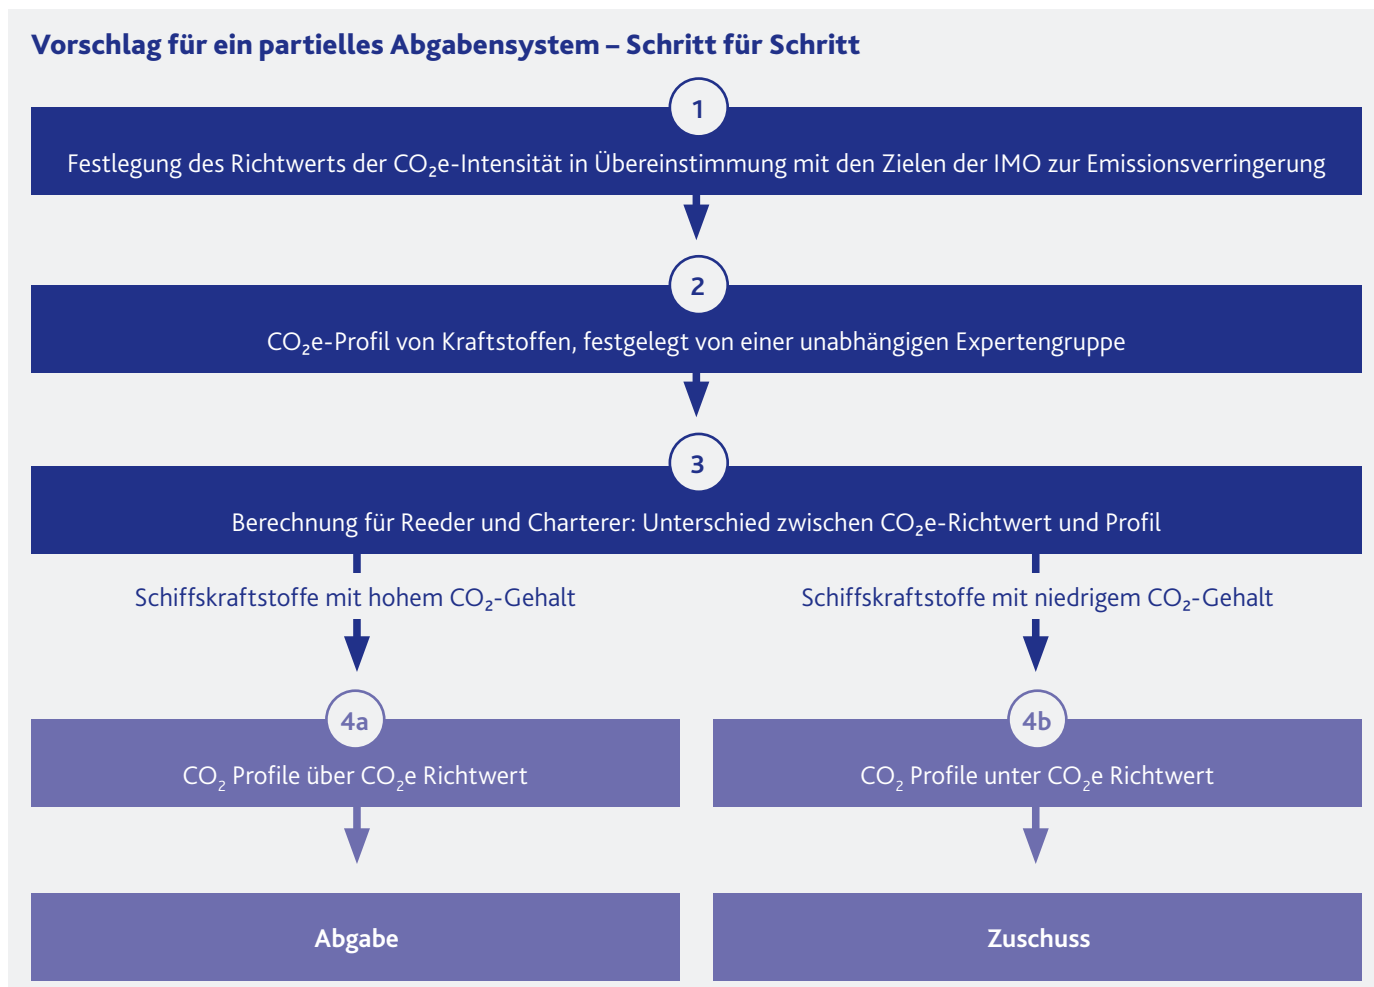 Vorschlag für ein partielles Abgabensystem – Schritt für Schritt
1
Festlegung des Richtwerts der CO₂e-Intensität in Übereinstimmung mit den Zielen der IMO zur Emissionsverringerung
2
CO₂e-Profil von Kraftstoffen, festgelegt von einer unabhängigen Expertengruppe
3
Berechnung für Reeder und Charterer: Unterschied zwischen CO₂e-Richtwert und Profil
Schiffskraftstoffe mit hohem CO₂-Gehalt
Schiffskraftstoffe mit niedrigem CO₂-Gehalt
4a
4b
CO₂ Profile über CO₂e Richtwert
CO₂ Profile unter CO₂e Richtwert
Abgabe
Zuschuss